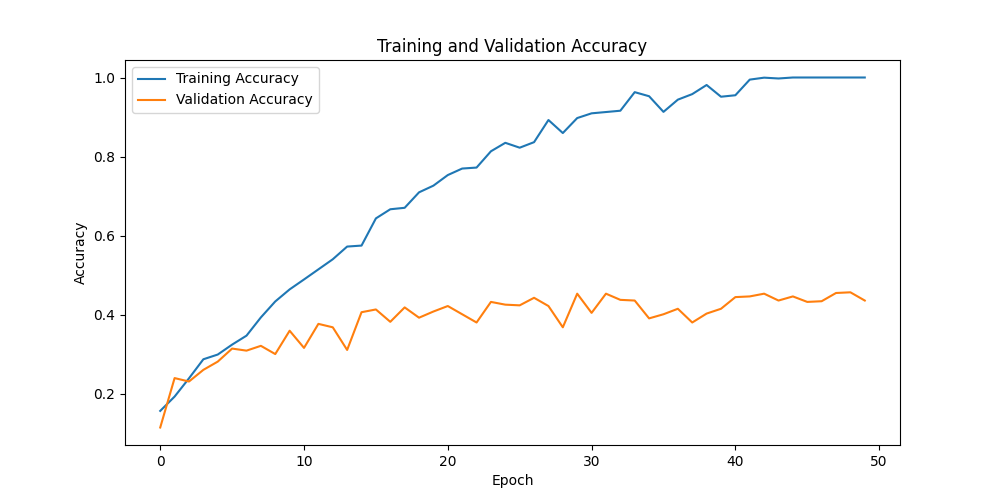 Training and Validation Accuracy
Training Accuracy
Validation Accuracy
1.0
0.8
0.6
0.4
0.2
Accuracy
0 10 20 30 40 50
Epoch